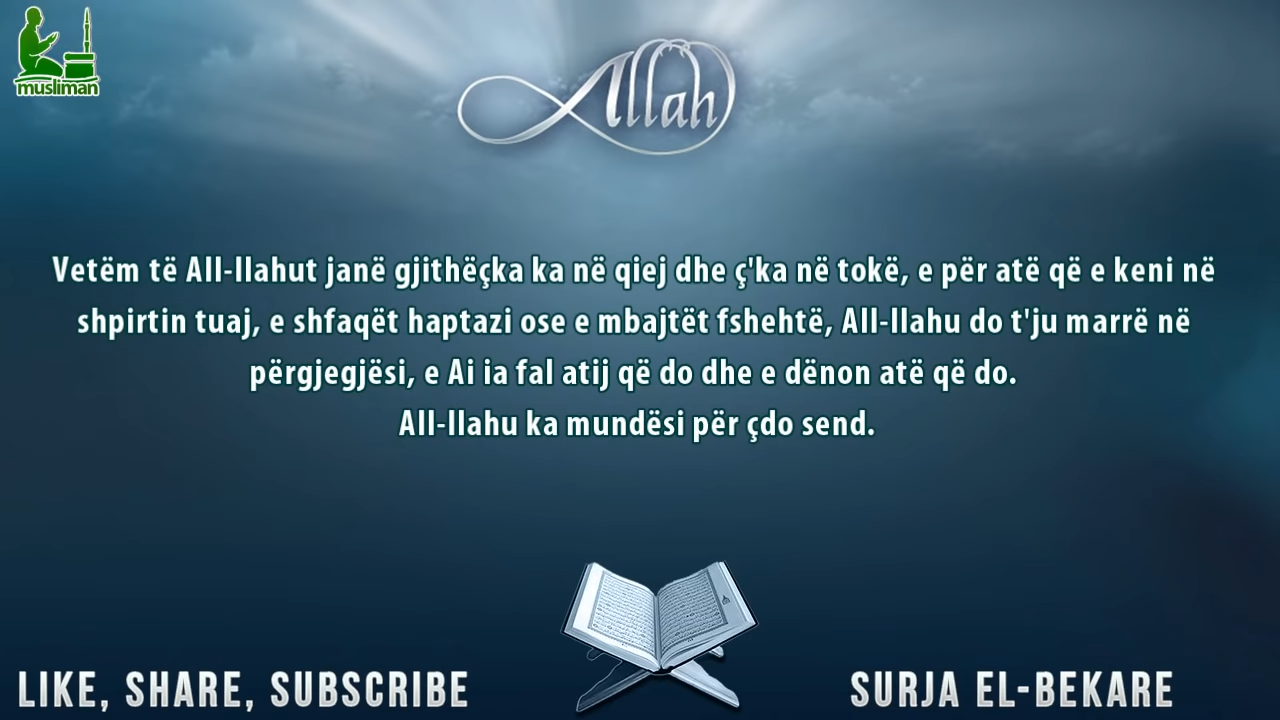 musliman
Allah
Vetëm të All-llahut janë gjithëçka ka në qiej dhe ç'ka në tokë, e për atë që e keni në
shpirtin tuaj, e shfaqët haptazi ose e mbajtët fshehtë, All-llahu do t'ju marrë në
përgjegjësi, e Ai ia fal atij që do dhe e dënon atë që do.
All-llahu ka mundësi për çdo send.
LIKE, SHARE, SUBSCRIBE
SURJA EL-BEKARE